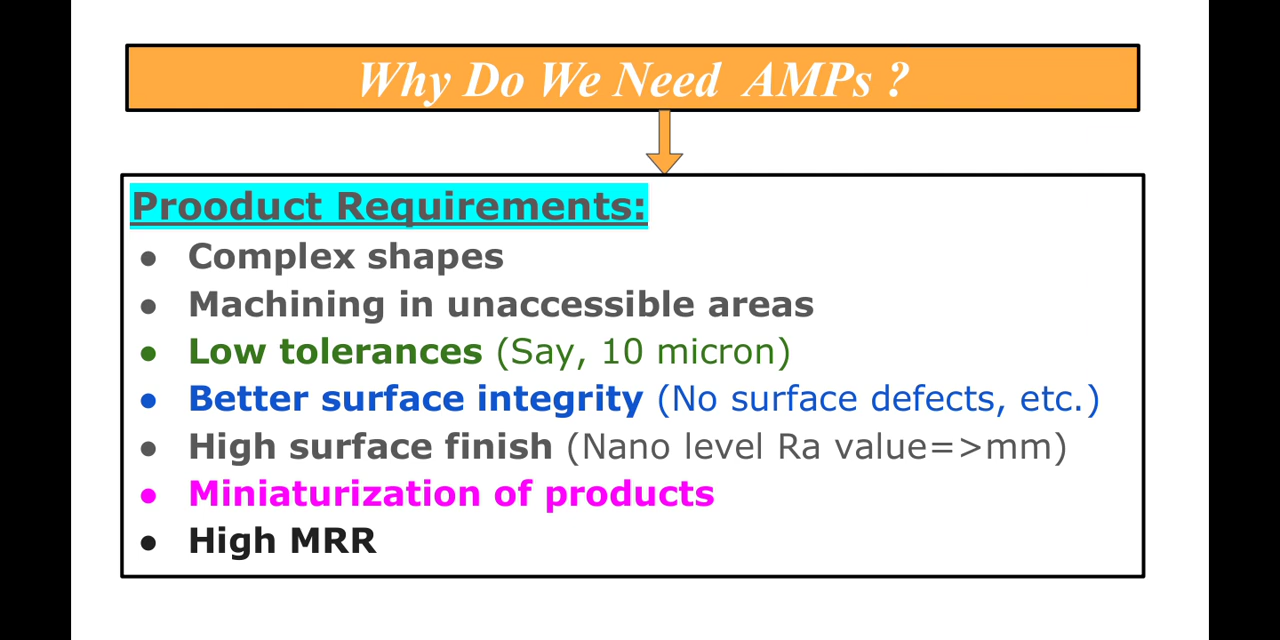 Why Do We Need AMPs ?
Prooduct Requirements:
● Complex shapes
● Machining in unaccessible areas
● Low tolerances (Say, 10 micron)
● Better surface integrity (No surface defects, etc.)
● High surface finish (Nano level Ra value=>mm)
● Miniaturization of products
● High MRR